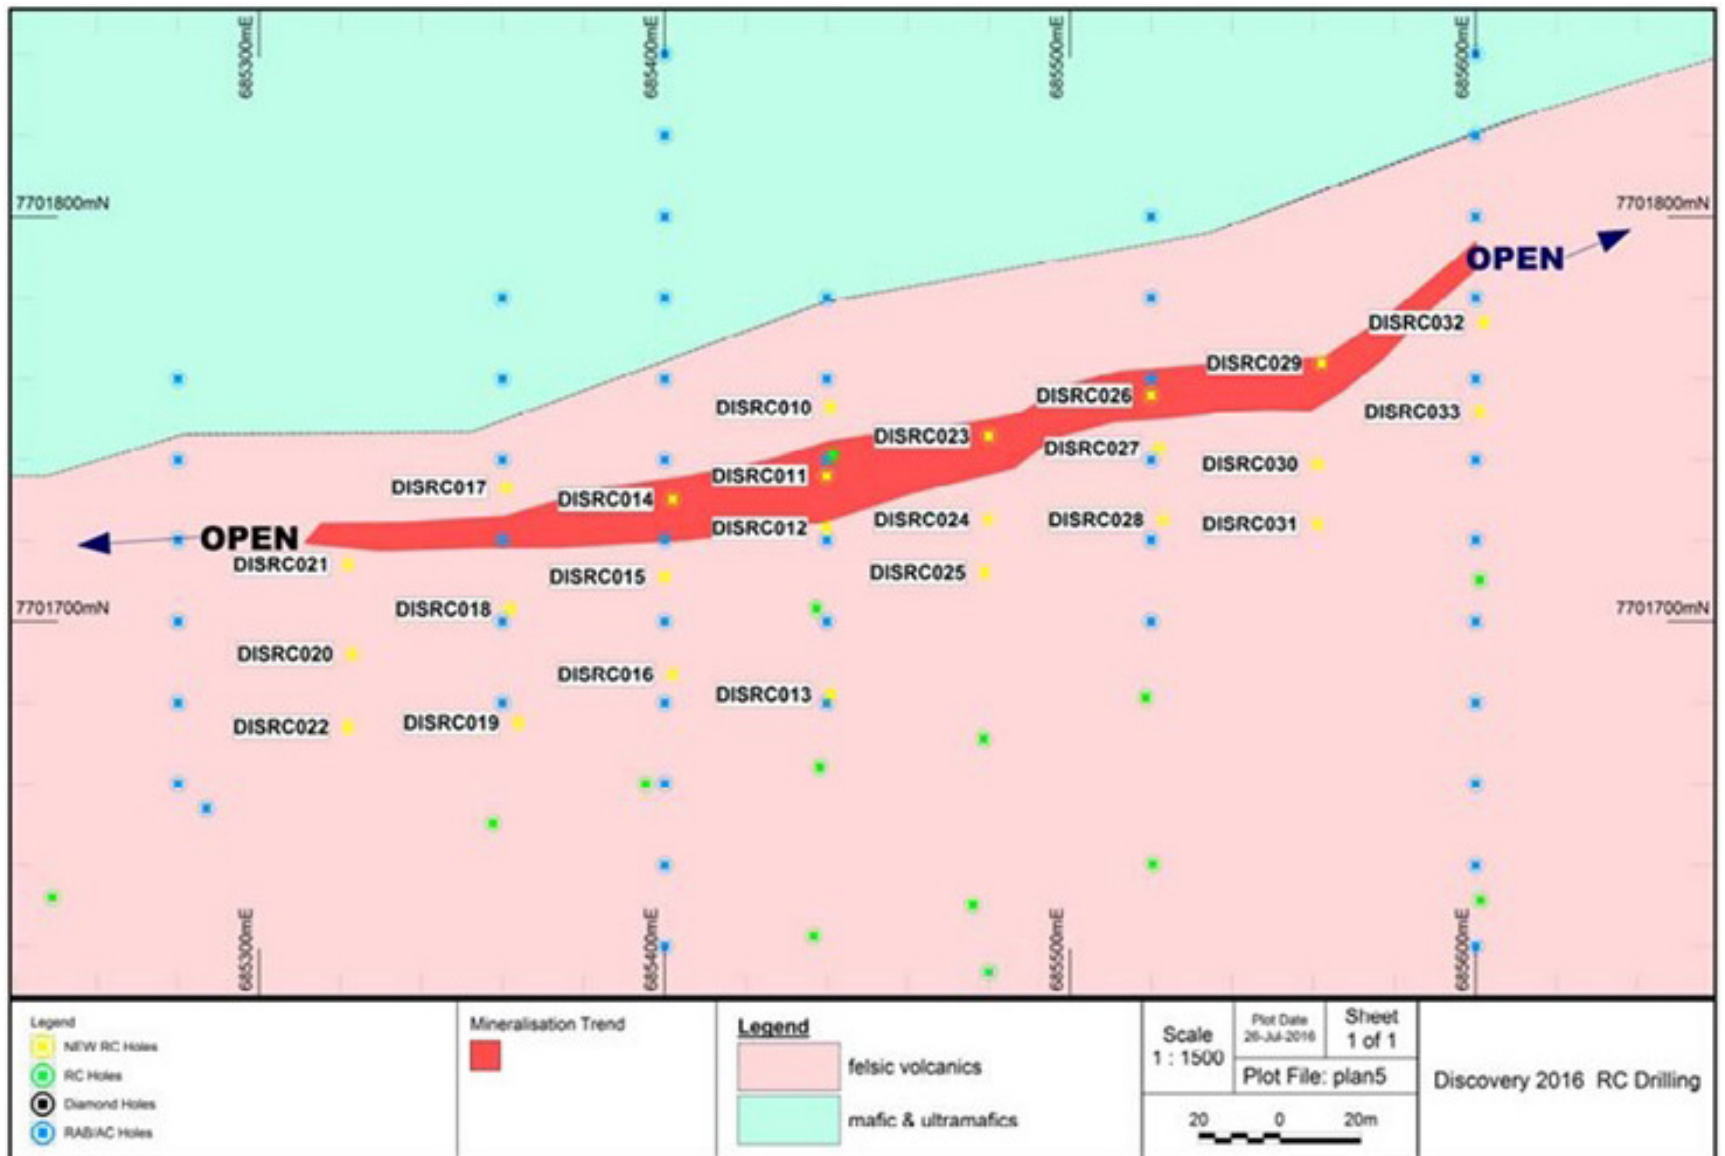 685300mE
685400mE
685500mE
685600mE
7701800mN
7701800mN
OPEN
DISRC032
DISRC029
DISRC026
DISRC010
DISRC033
DISRC023
DISRC027
DISRC030
DISRC011
DISRC017
DISRC014
DISRC012
DISRC024
DISRC028
DISRC031
OPEN
DISRC021
DISRC015
DISRC025
7701700mN
DISRC018
7701700mN
DISRC020
DISRC016
DISRC013
DISRC022
DISRC019
685300mE
685400mE
685500mE
685600mE
Legend
NEW RC Holes
RC Holes
Diamond Holes
RAB/AC Holes
Mineralisation Trend
Legend
felsic volcanics
mafic & ultramafics
Scale
1 : 1500
Plot Date
26-Jul-2016
Sheet
1 of 1
Plot File: plan5
20 0 20m
Discovery 2016 RC Drilling